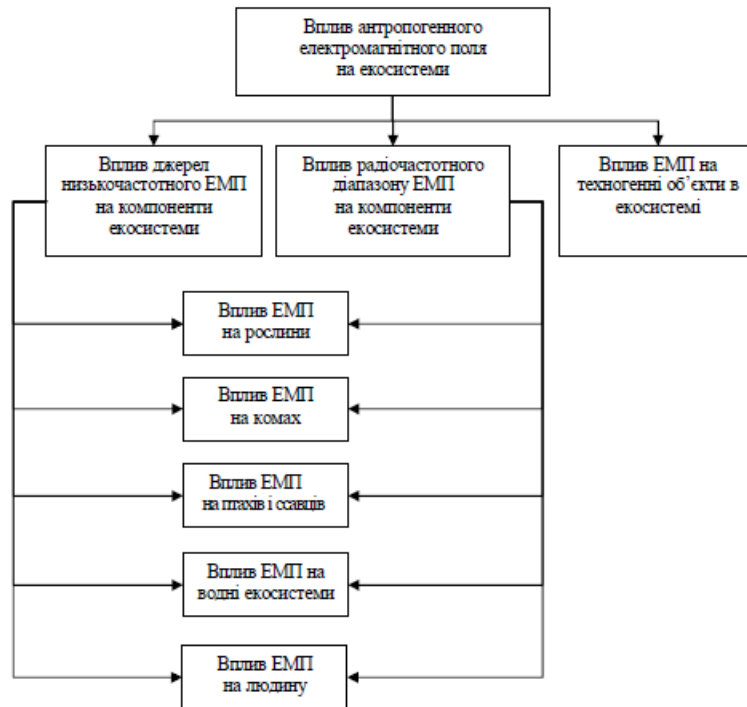 Вплив антропогенного
електромагнітного поля
на екосистеми
Вплив джерел
низькочастотного ЕМП
на компоненти
екосистеми
Вплив радіочастотного
діапазону ЕМП
на компоненти
екосистеми
Вплив ЕМП на
техногенні об’єкти в
екосистемі
Вплив ЕМП
на рослини
Вплив ЕМП
на комах
Вплив ЕМП
на птахів і ссавців
Вплив ЕМП на
водні екосистеми
Вплив ЕМП
на людину